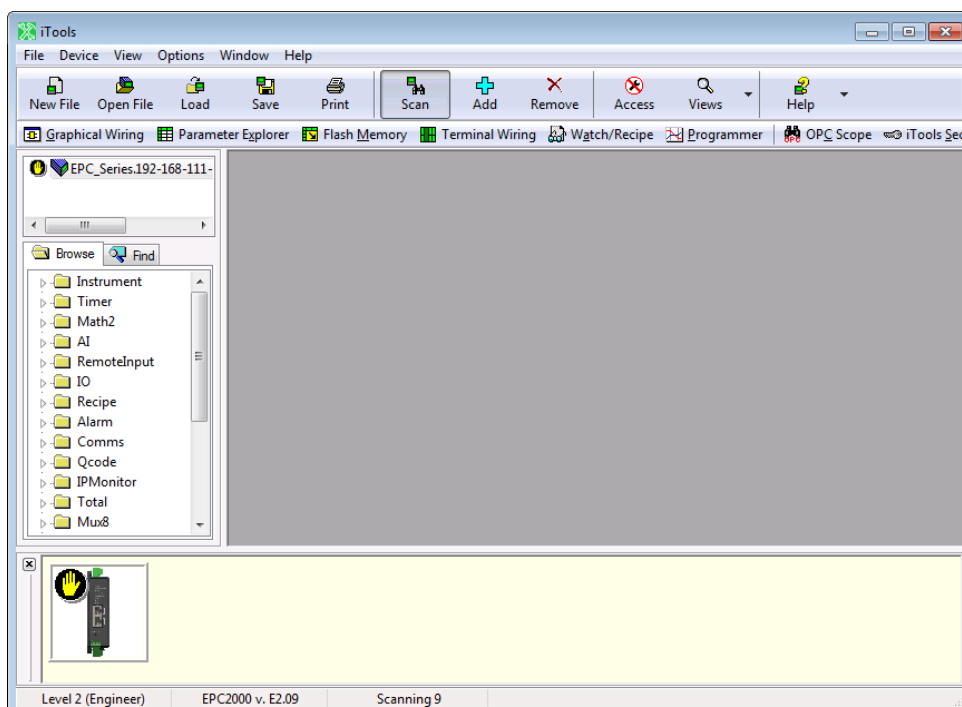 iTools
File Device View Options Window Help
New File Open File Load Save Print Scan Add Remove Access Views Help
Graphical Wiring Parameter Explorer Flash Memory Terminal Wiring Watch/Recipe Programmer OPC Scope iTools Sec
EPC_Series.192-168-111-
Browse Find
Instrument
Timer
Math2
AI
RemoteInput
IO
Recipe
Alarm
Comms
Qcode
IPMonitor
Total
Mux8
Level 2 (Engineer) EPC2000 v. E2.09 Scanning 9